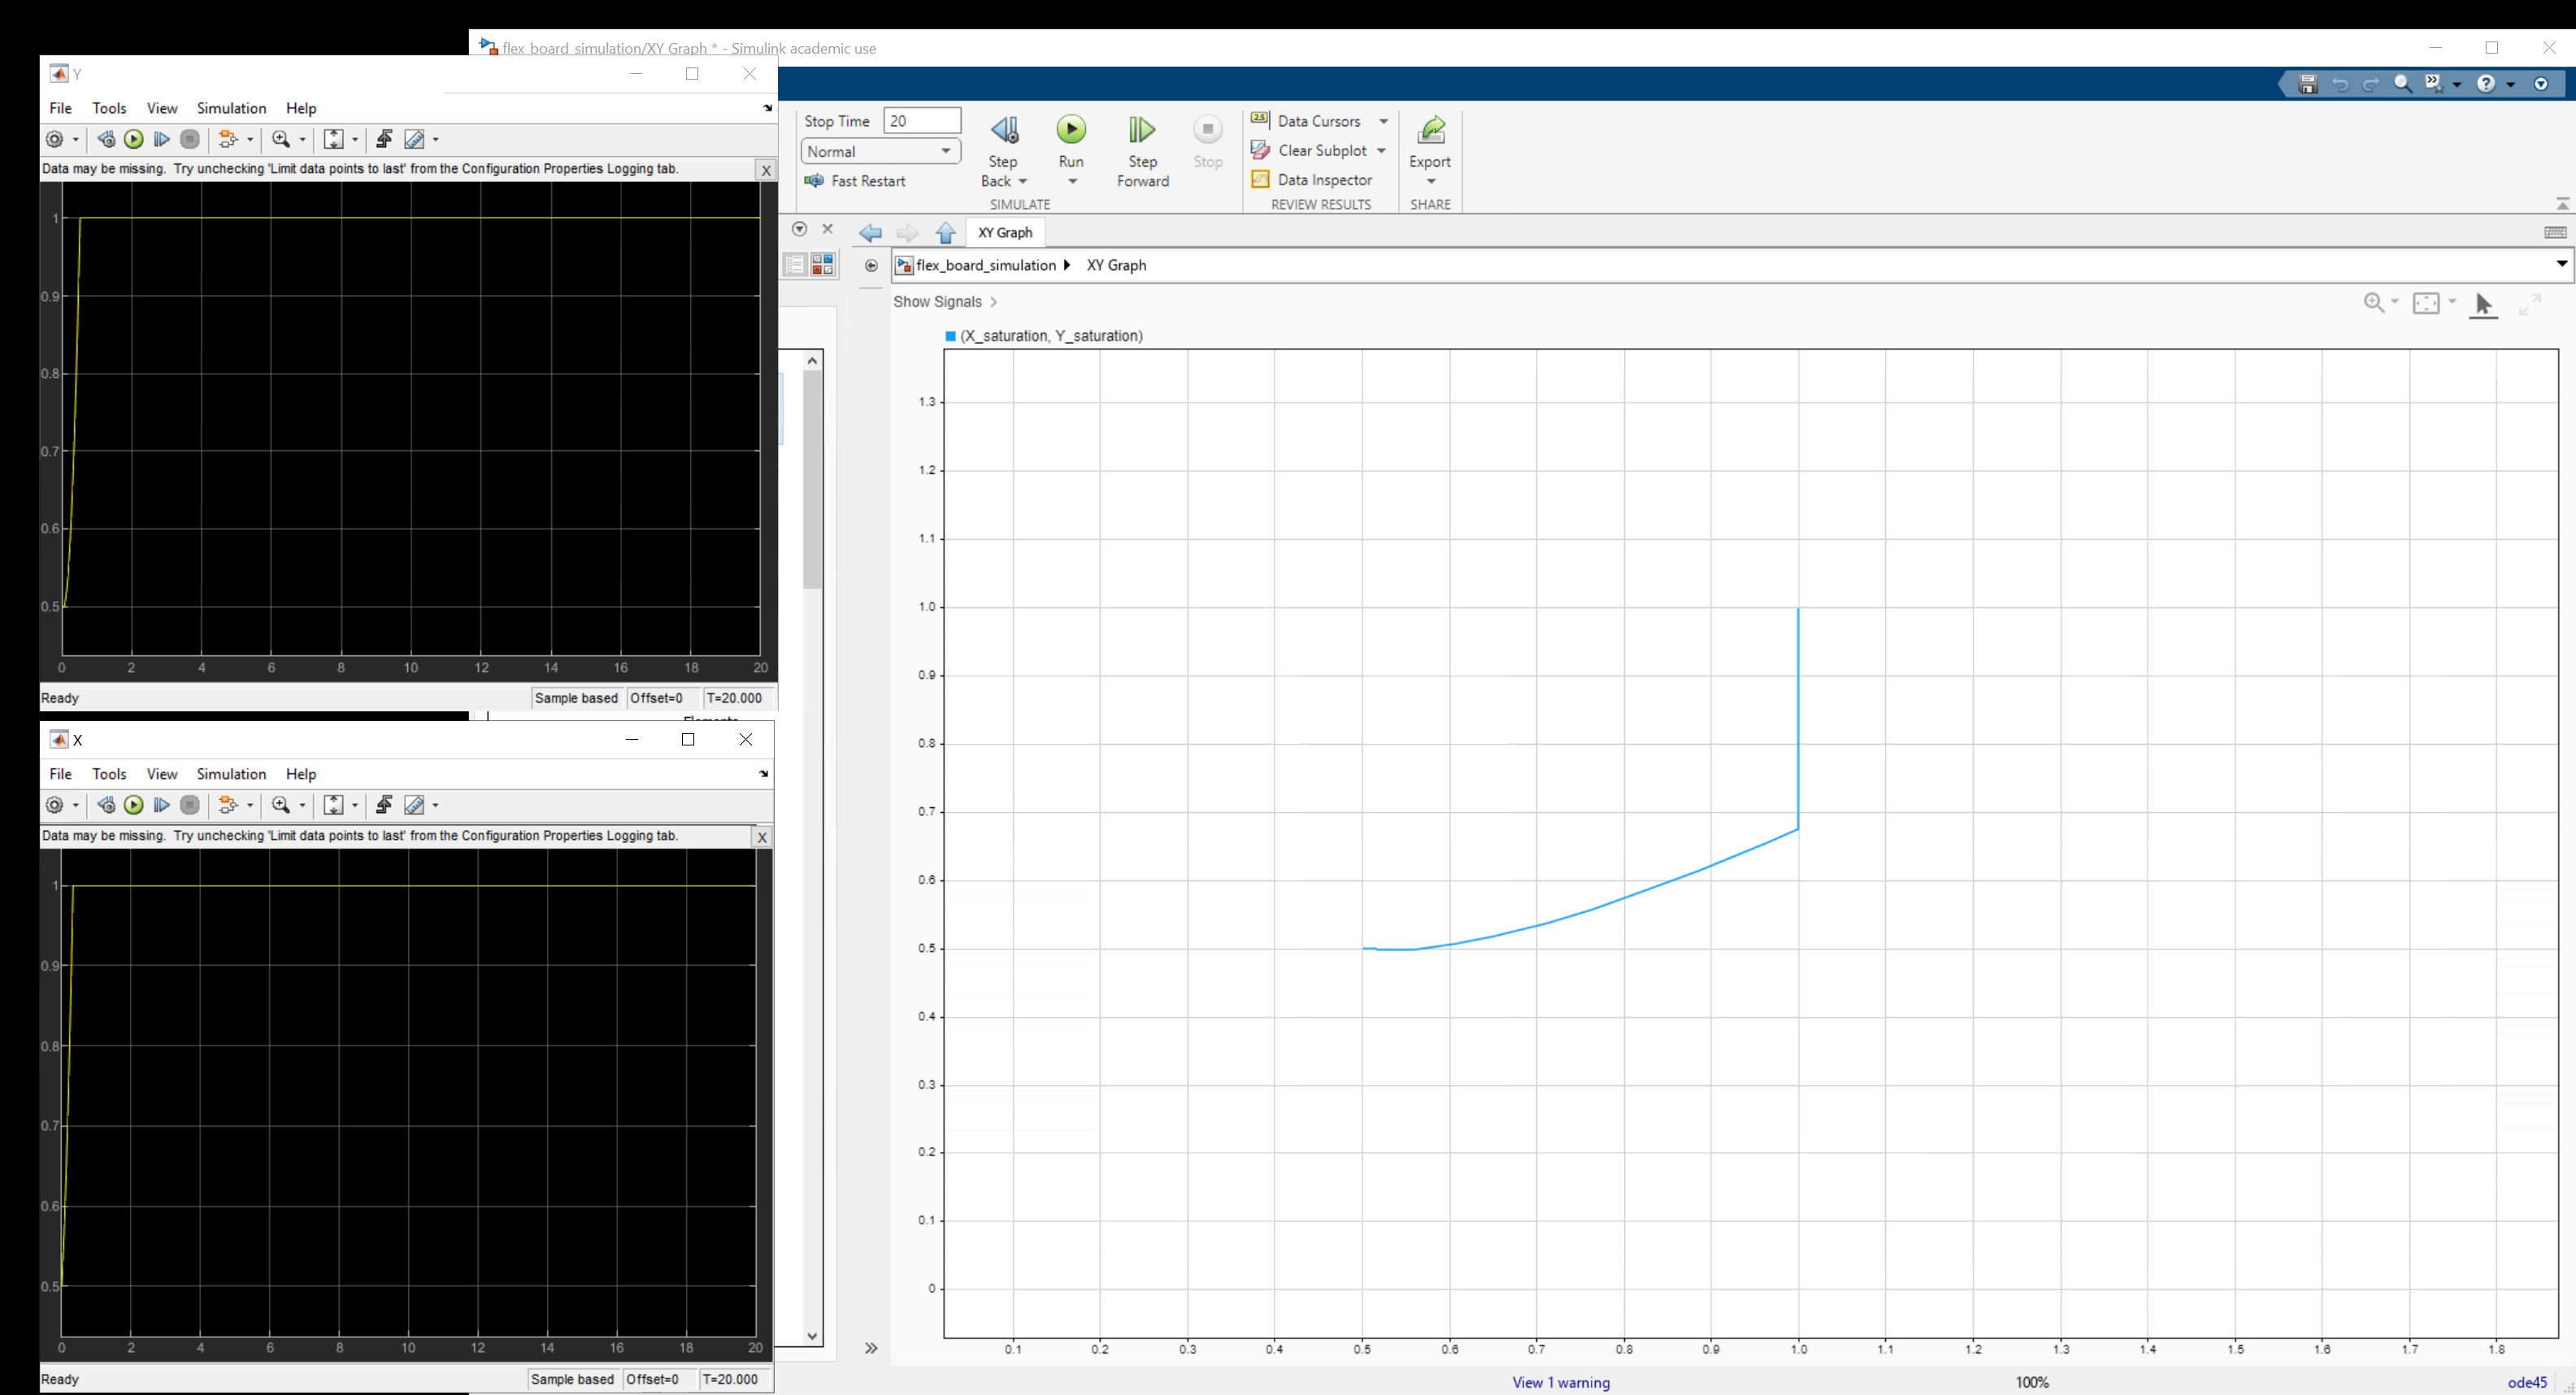 flex_board_simulation/XY Graph * - Simulink academic use
Y
File Tools View Simulation Help
Data may be missing. Try unchecking 'Limit data points to last' from the Configuration Properties Logging tab. X
1
0.9
0.8
0.7
0.6
0.5
0 2 4 6 8 10 12 14 16 18 20
Ready Sample based Offset=0 T=20.000
X
File Tools View Simulation Help
Data may be missing. Try unchecking 'Limit data points to last' from the Configuration Properties Logging tab. X
1
0.9
0.8
0.7
0.6
0.5
0 2 4 6 8 10 12 14 16 18 20
Ready Sample based Offset=0 T=20.000
Stop Time 20
Normal
Fast Restart
Step Back
Run
Step Forward
Stop
SIMULATE
Data Cursors
Clear Subplot
Data Inspector
REVIEW RESULTS
Export
SHARE
XY Graph
flex_board_simulation XY Graph
Show Signals
(X_saturation, Y_saturation)
1.3
1.2
1.1
1.0
0.9
0.8
0.7
0.6
0.5
0.4
0.3
0.2
0.1
0
0.1 0.2 0.3 0.4 0.5 0.6 0.7 0.8 0.9 1.0 1.1 1.2 1.3 1.4 1.5 1.6 1.7 1.8
View 1 warning 100% ode45